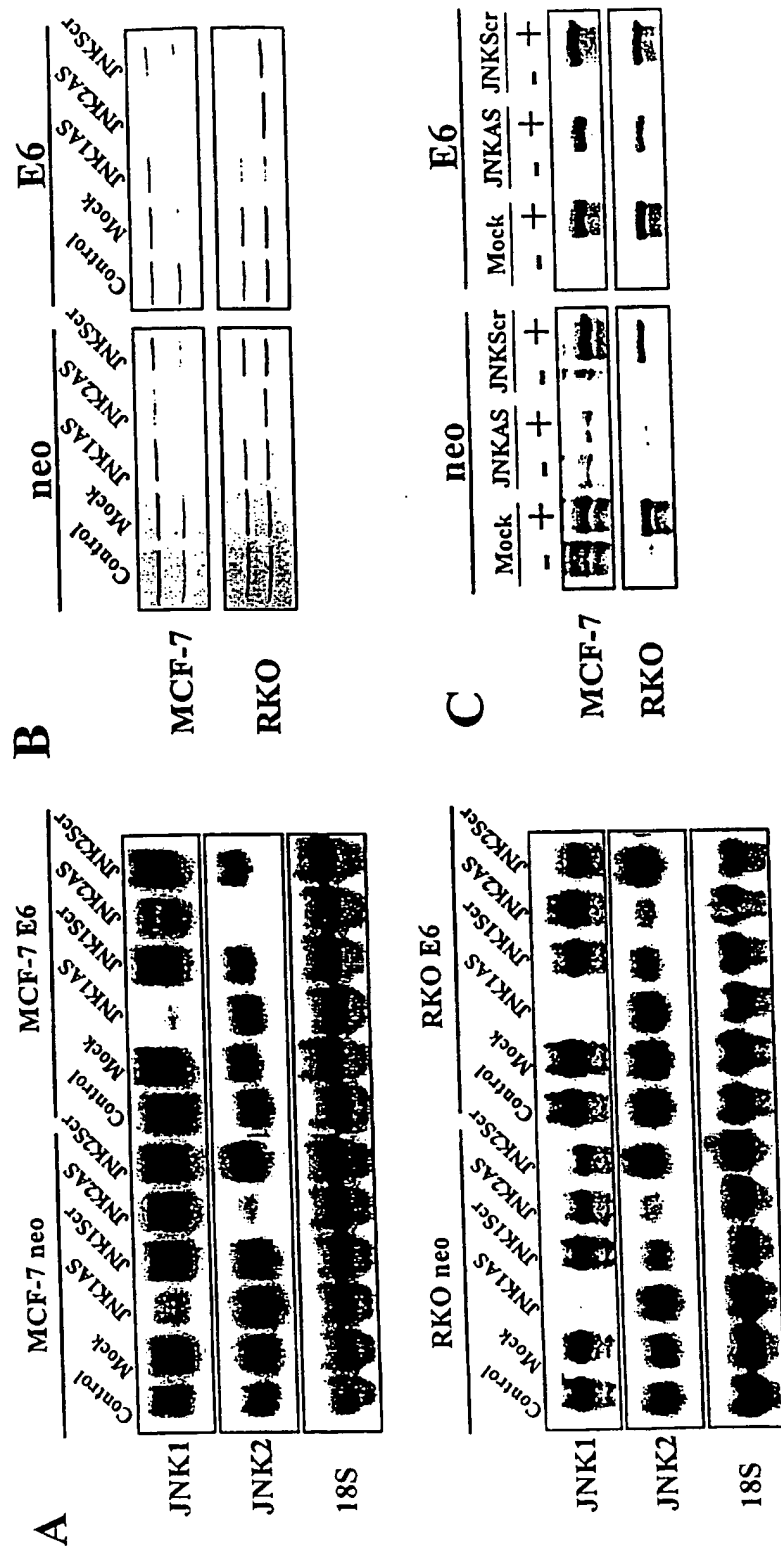 A
MCF-7 neo MCF-7 E6
Control Mock JNK1AS JNK1Scr JNK2AS JNK2Scr Control Mock JNK1AS JNK1Scr JNK2AS JNK2Scr
JNK1
JNK2
18S
RKO neo RKO E6
Control Mock JNK1AS JNK1Scr JNK2AS JNK2Scr Control Mock JNK1AS JNK1Scr JNK2AS JNK2Scr
JNK1
JNK2
18S
B
neo E6
Control Mock JNK1AS JNK2AS JNKScr Control Mock JNK1AS JNK2AS JNKScr
MCF-7
RKO
C
neo E6
Mock JNKAS JNKScr Mock JNKAS JNKScr
- + - + - + - + - + - +
MCF-7
RKO